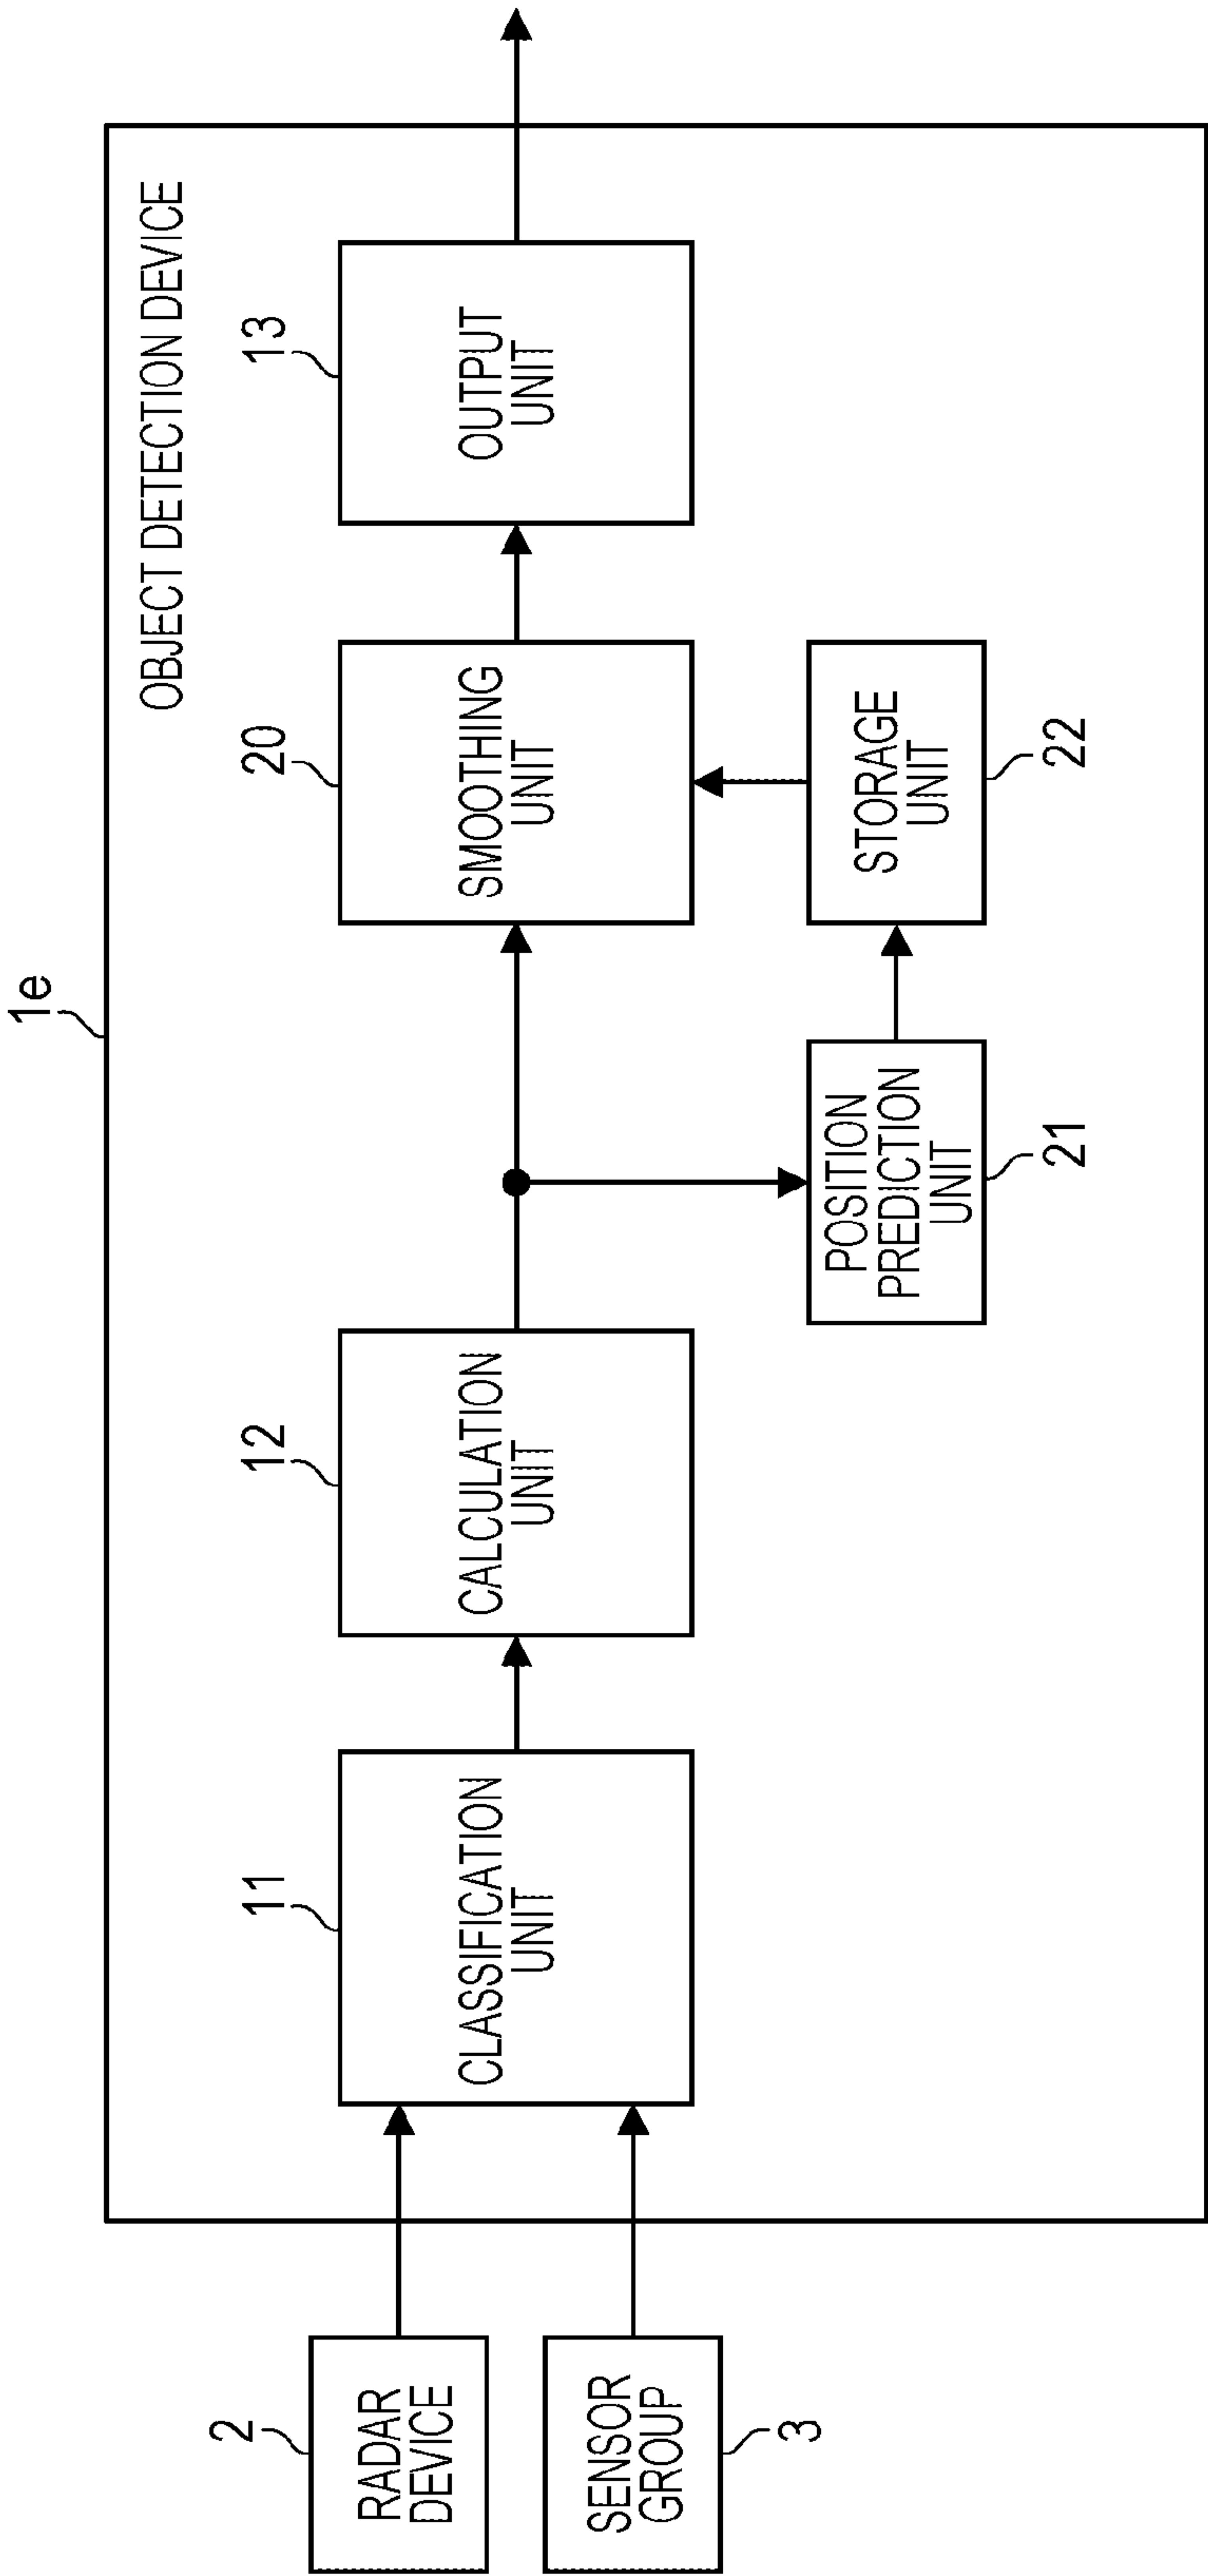 1e
OBJECT DETECTION DEVICE
2
RADAR
DEVICE
3
SENSOR
GROUP
11
CLASSIFICATION
UNIT
12
CALCULATION
UNIT
20
SMOOTHING
UNIT
13
OUTPUT
UNIT
POSITION
PREDICTION
UNIT
21
STORAGE
UNIT
22